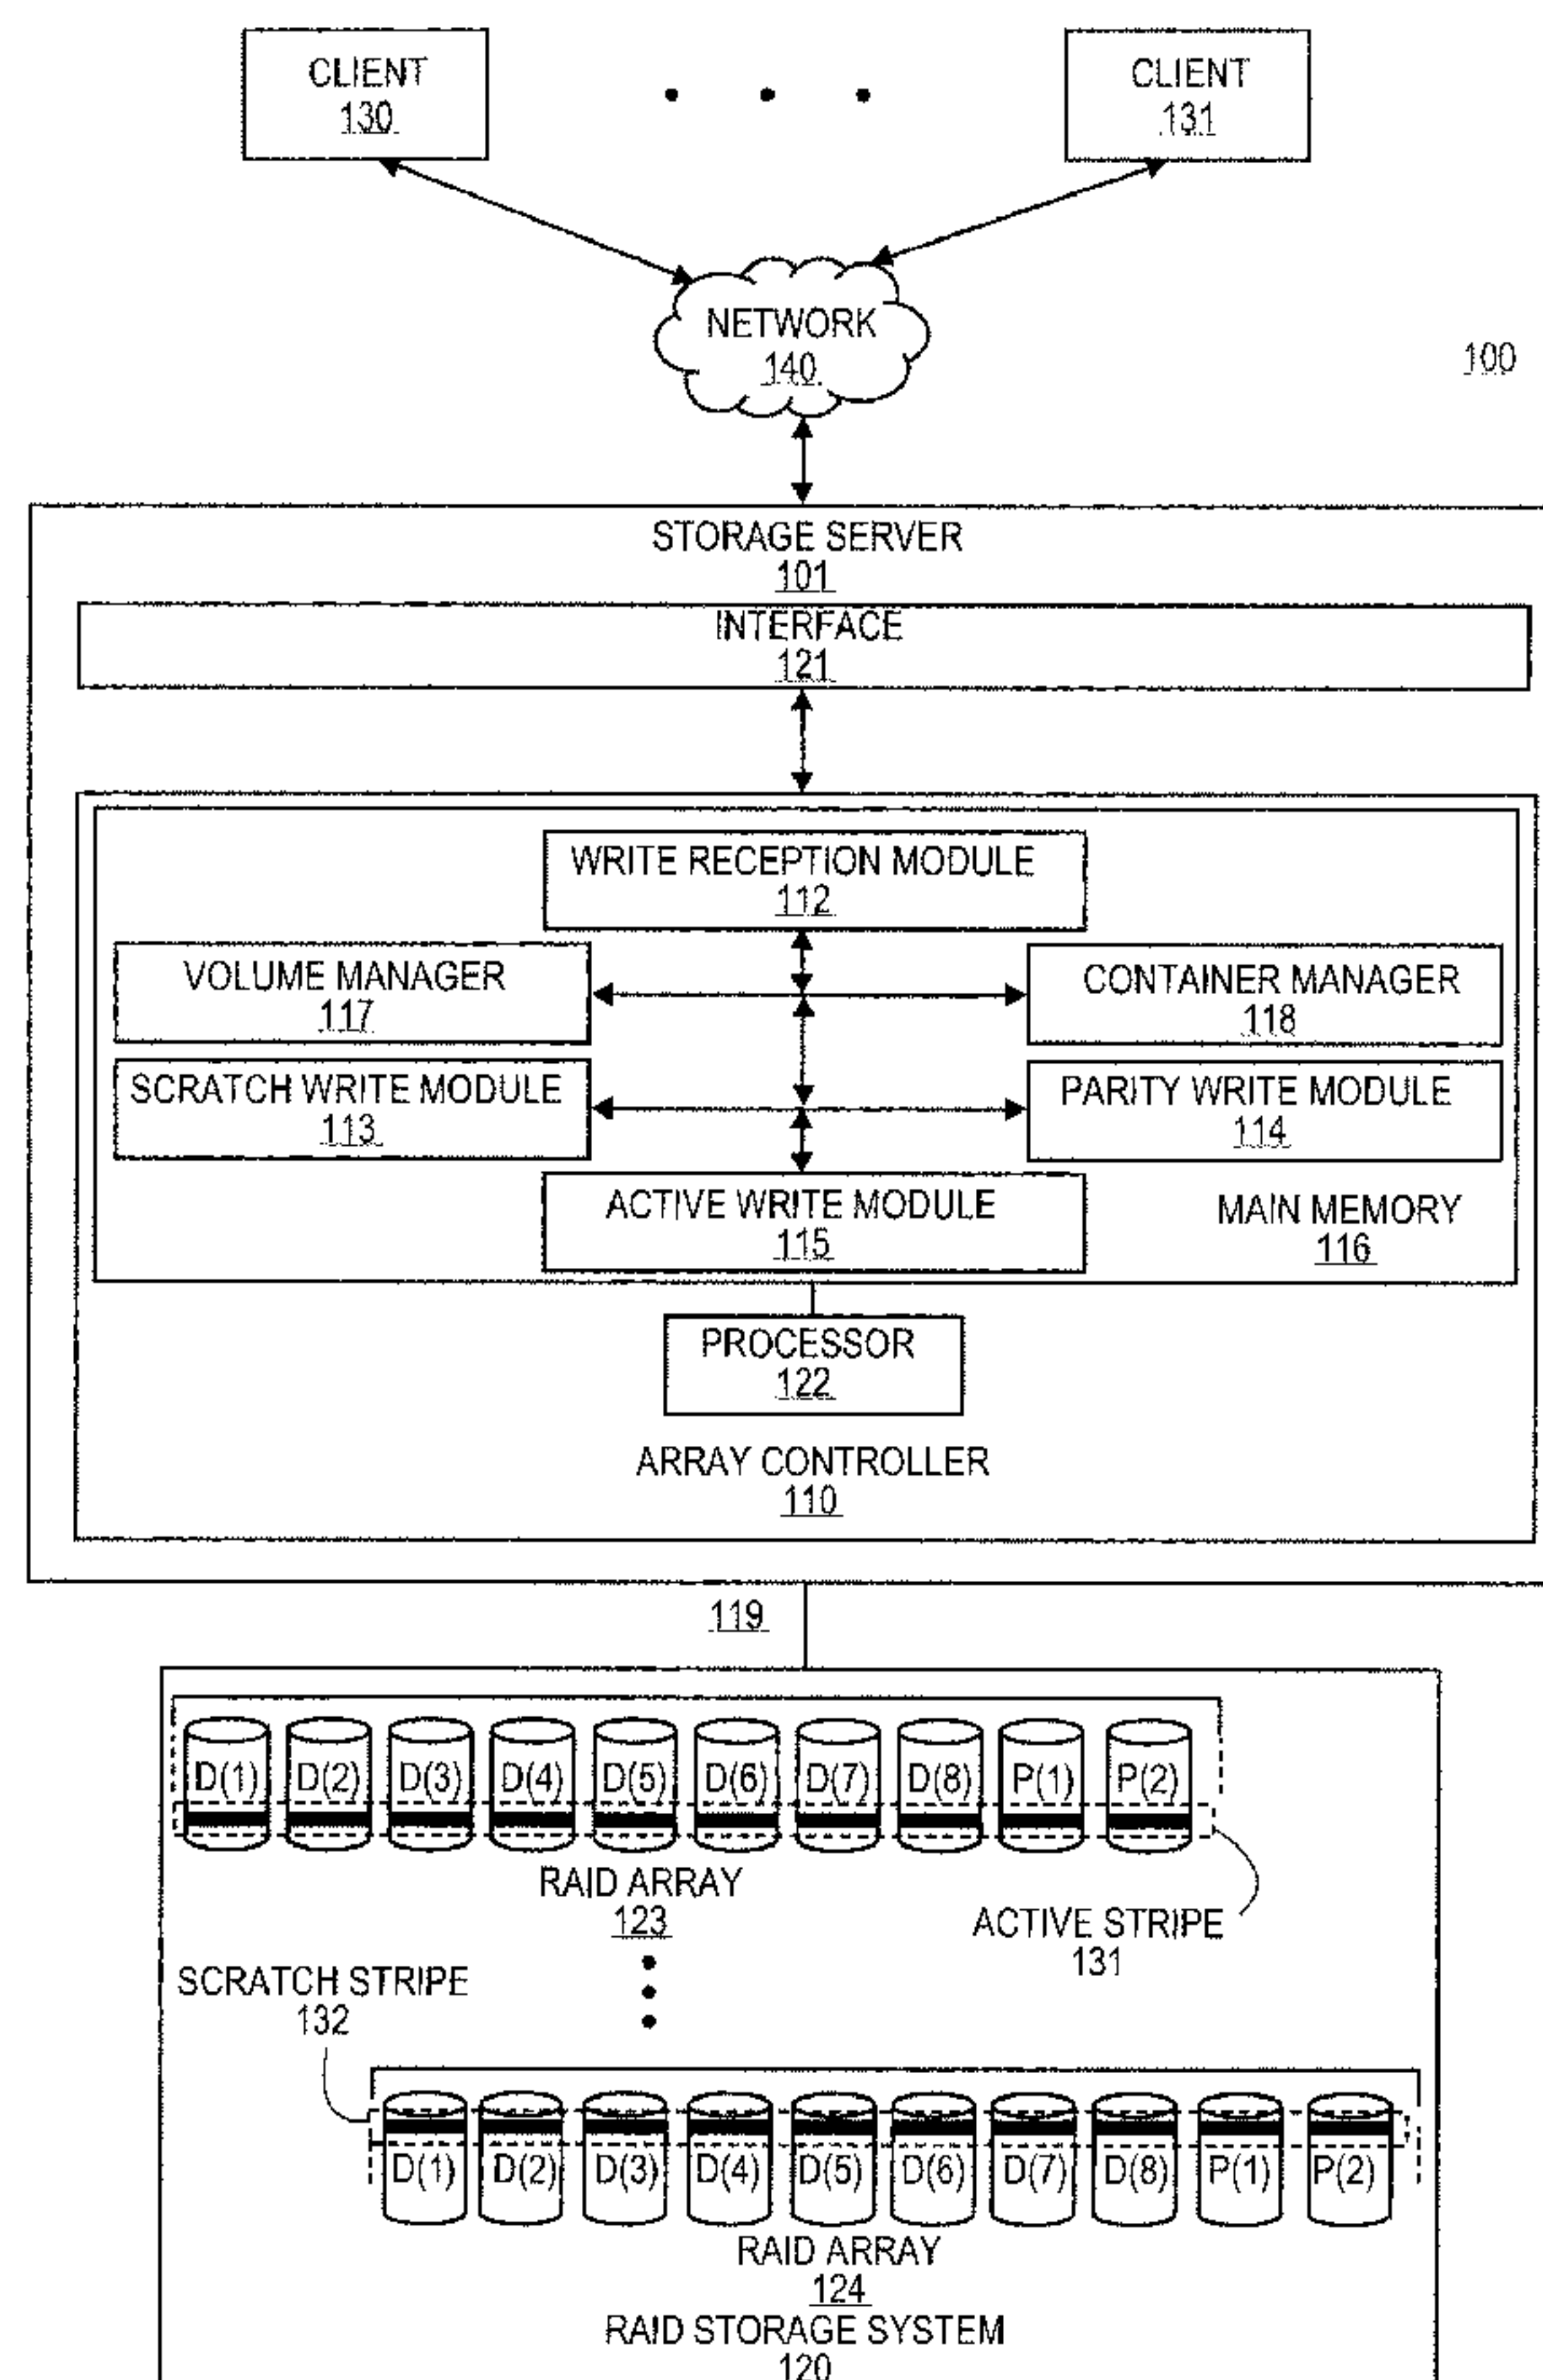 CLIENT
130
CLIENT
131
NETWORK
140
100
STORAGE SERVER
101
INTERFACE
121
WRITE RECEPTION MODULE
112
VOLUME MANAGER
117
CONTAINER MANAGER
118
SCRATCH WRITE MODULE
113
PARITY WRITE MODULE
114
ACTIVE WRITE MODULE
115
MAIN MEMORY
116
PROCESSOR
122
ARRAY CONTROLLER
110
119
D(1) D(2) D(3) D(4) D(5) D(6) D(7) D(8) P(1) P(2)
RAID ARRAY
123
ACTIVE STRIPE
131
SCRATCH STRIPE
132
D(1) D(2) D(3) D(4) D(5) D(6) D(7) D(8) P(1) P(2)
RAID ARRAY
124
RAID STORAGE SYSTEM
120